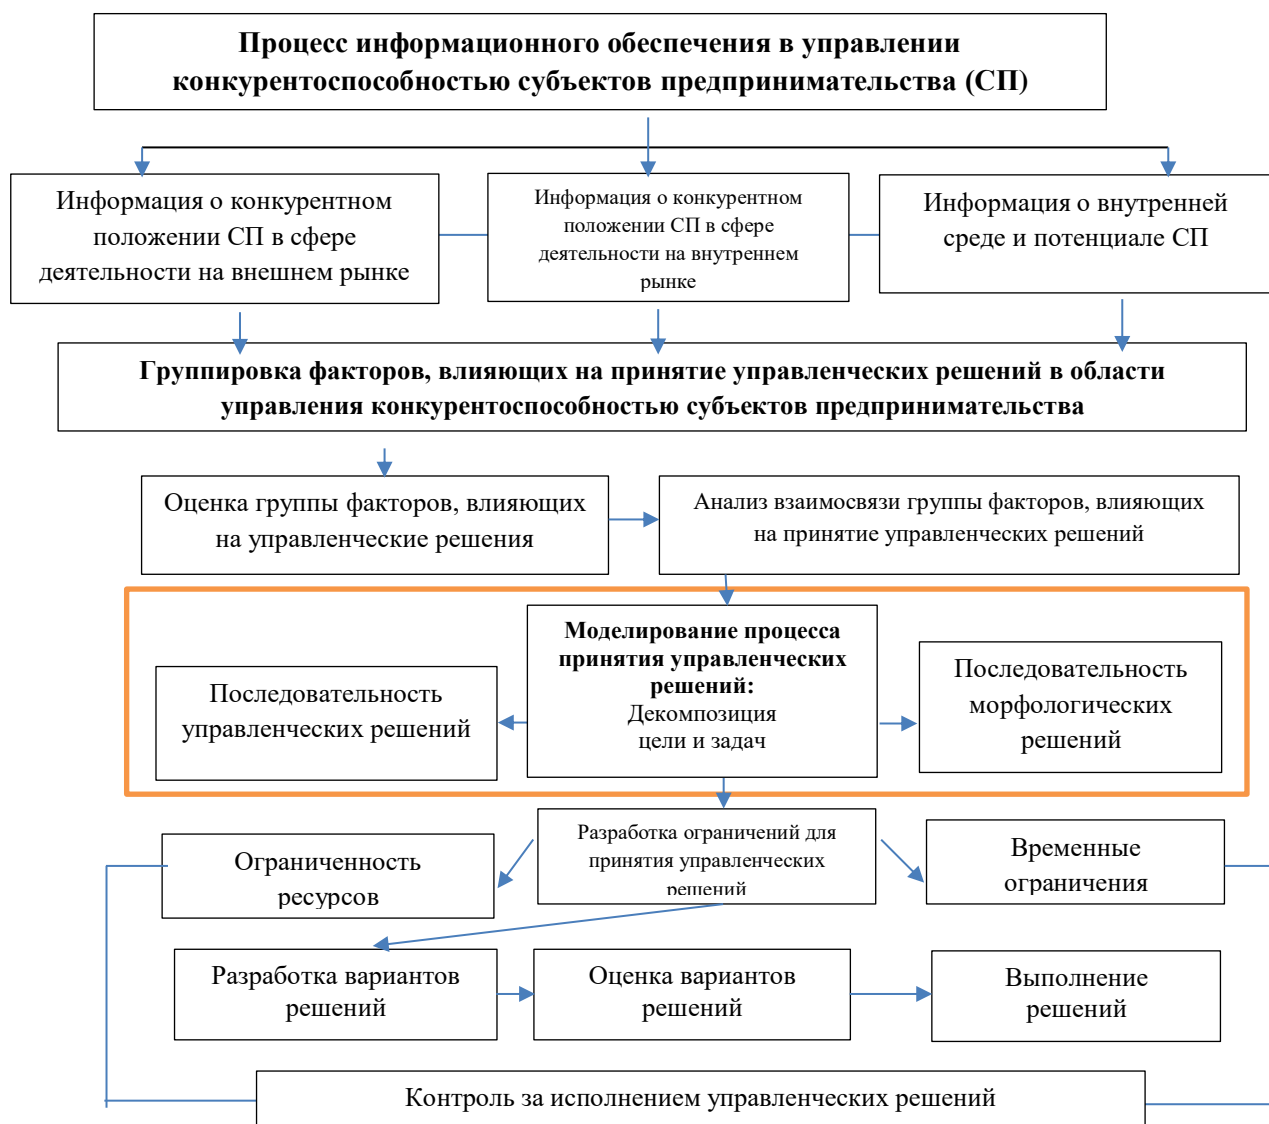 Процесс информационного обеспечения в управлении
конкурентоспособностью субъектов предпринимательства (СП)
Информация о конкурентном
положении СП в сфере
деятельности на внешнем рынке
Информация о конкурентном
положении СП в сфере
деятельности на внутреннем
рынке
Информация о внутренней
среде и потенциале СП
Группировка факторов, влияющих на принятие управленческих решений в области
управления конкурентоспособностью субъектов предпринимательства
Оценка группы факторов, влияющих
на управленческие решения
Анализ взаимосвязи группы факторов, влияющих
на принятие управленческих решений
Моделирование процесса
принятия управленческих
решений:
Декомпозиция
цели и задач
Последовательность
управленческих решений
Последовательность
морфологических
решений
Разработка ограничений для
принятия управленческих
решений
Ограниченность
ресурсов
Временные
ограничения
Разработка вариантов
решений
Оценка вариантов
решений
Выполнение
решений
Контроль за исполнением управленческих решений